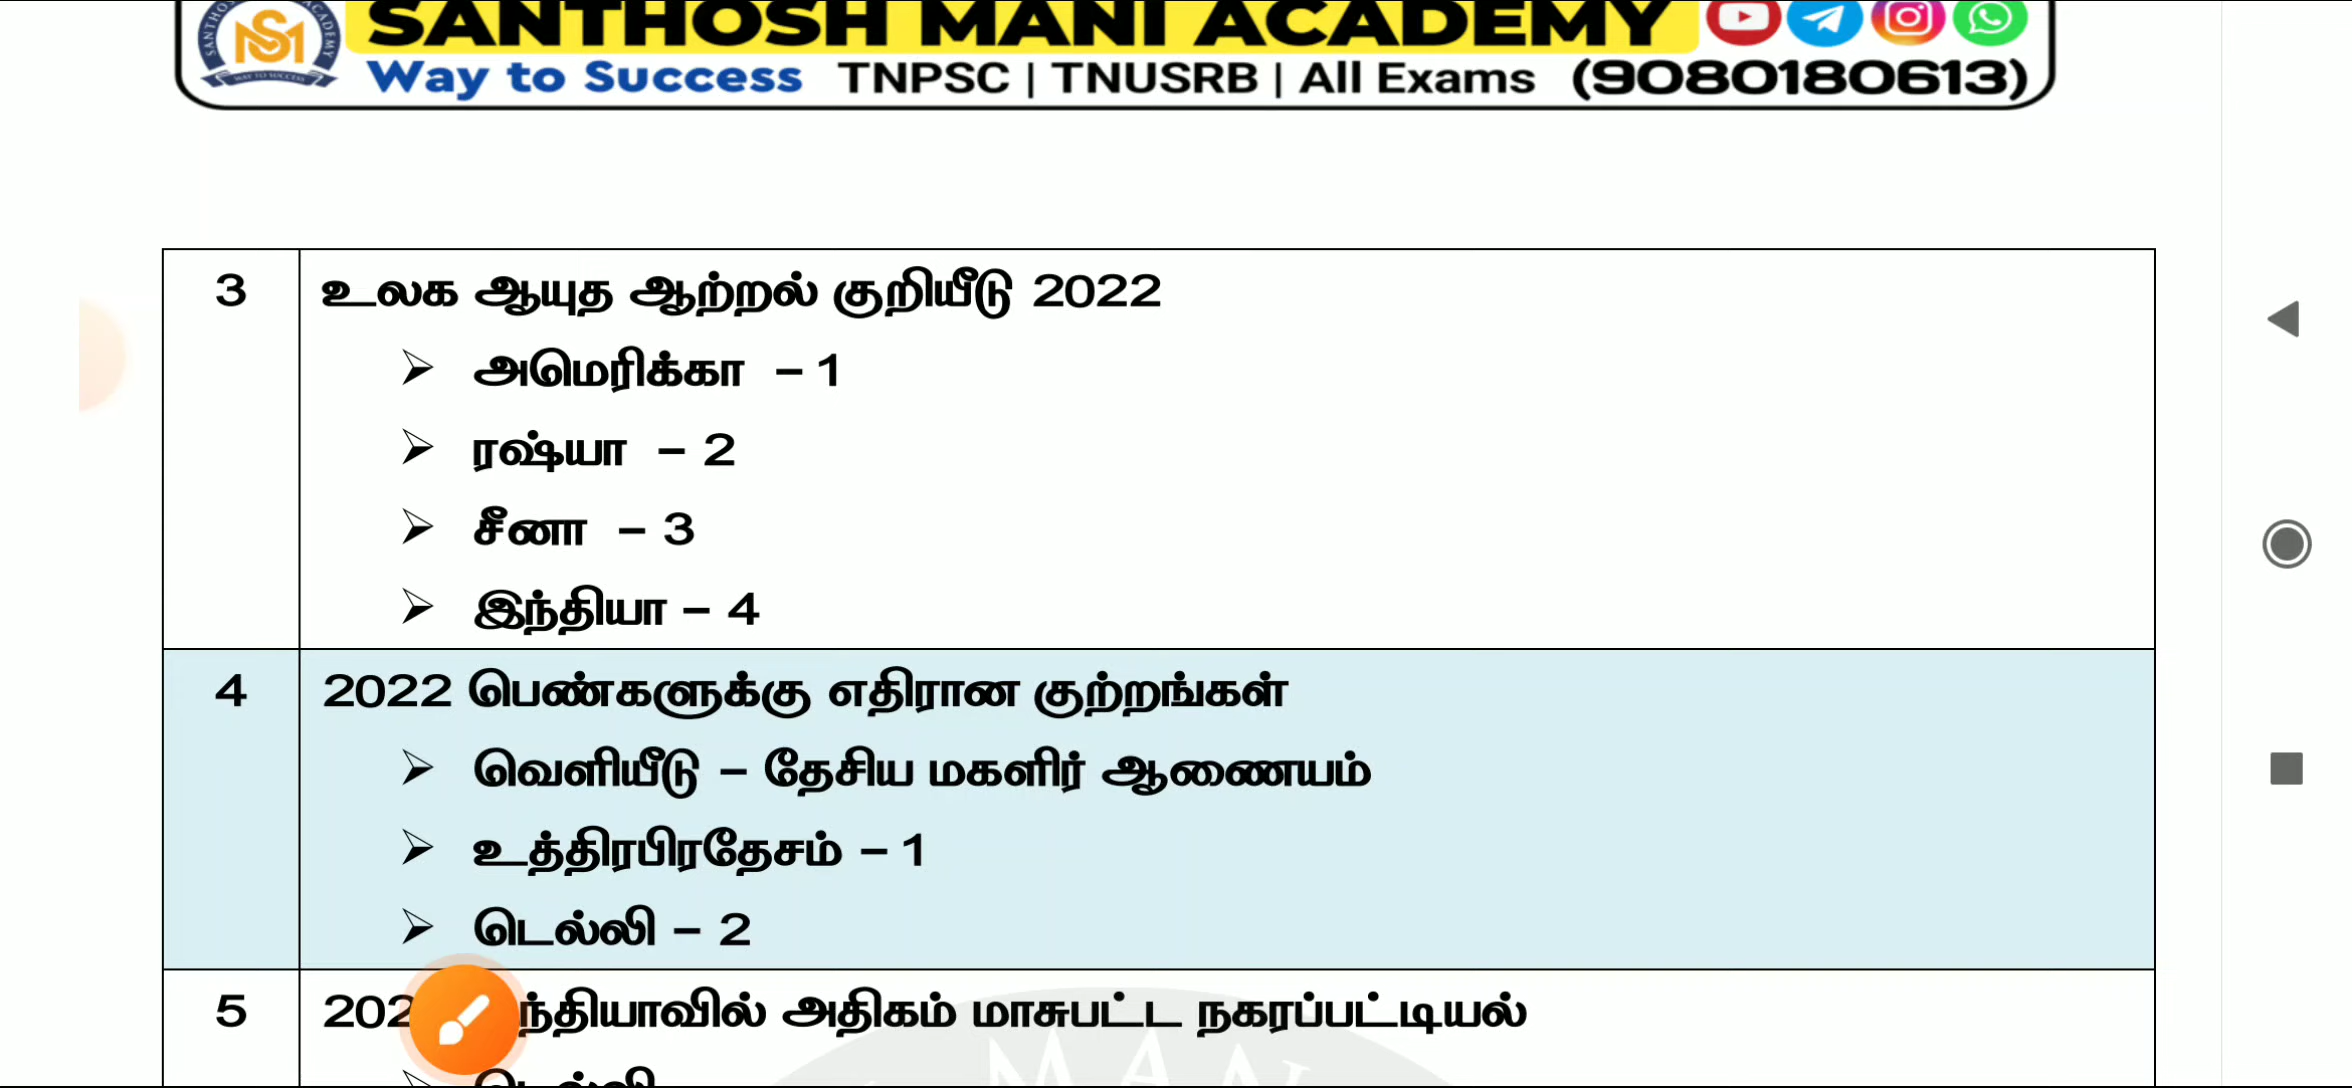 SANTHOSH MANI ACADEMY
Way to Success TNPSC | TNUSRB | All Exams (9080180613)
3 உலக ஆயுத ஆற்றல் குறியீடு 2022
➢ அமெரிக்கா – 1
➢ ரஷ்யா – 2
➢ சீனா – 3
➢ இந்தியா – 4
4 2022 பெண்களுக்கு எதிரான குற்றங்கள்
➢ வெளியீடு – தேசிய மகளிர் ஆணையம்
➢ உத்திரபிரதேசம் – 1
➢ டெல்லி – 2
5 அதிகம் மாசுபட்ட நகரப்பட்டியல்